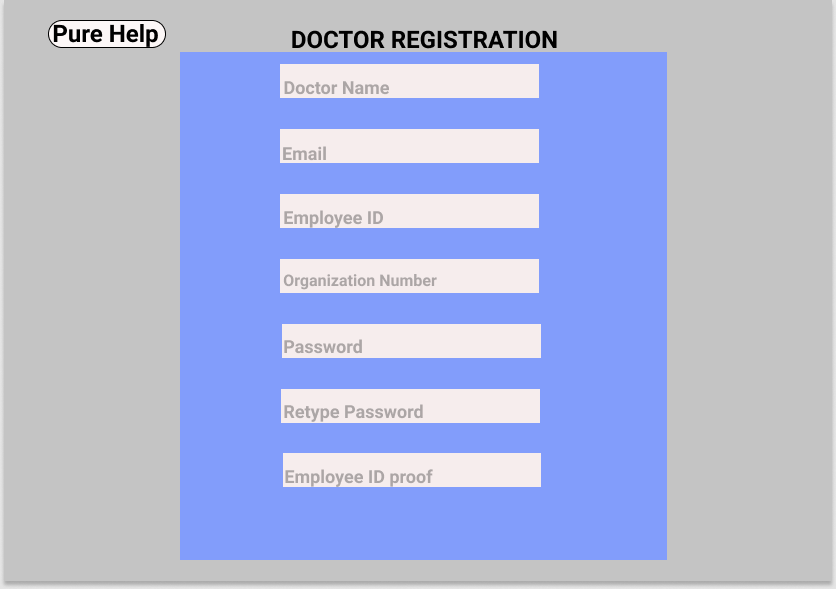 Pure Help
DOCTOR REGISTRATION
Doctor Name
Email
Employee ID
Organization Number
Password
Retype Password
Employee ID proof